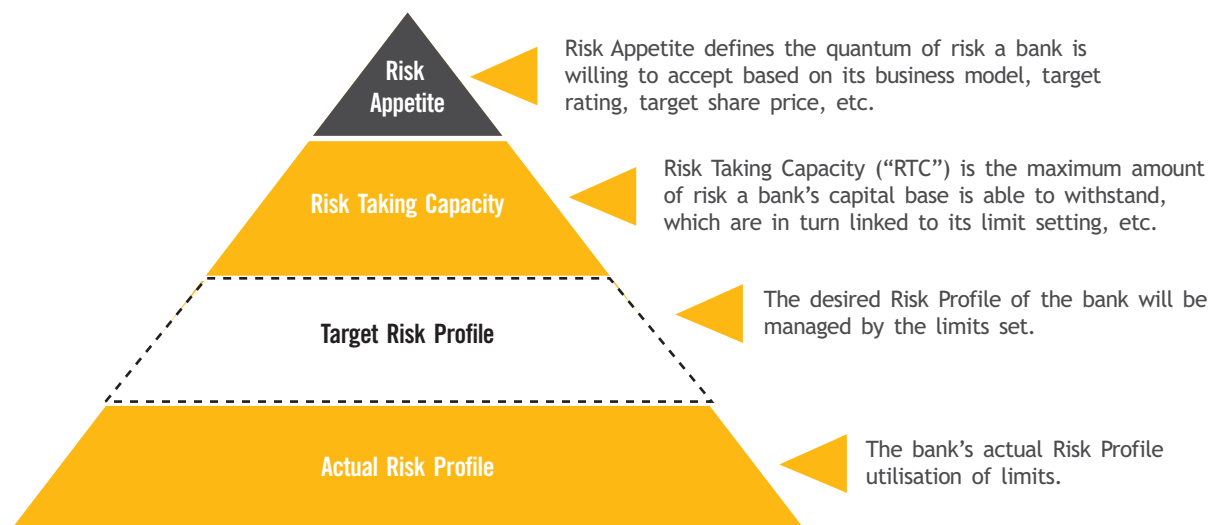 Risk
Appetite
Risk Appetite defines the quantum of risk a bank is
willing to accept based on its business model, target
rating, target share price, etc.
Risk Taking Capacity
Risk Taking Capacity (“RTC”) is the maximum amount
of risk a bank’s capital base is able to withstand,
which are in turn linked to its limit setting, etc.
Target Risk Profile
The desired Risk Profile of the bank will be
managed by the limits set.
Actual Risk Profile
The bank’s actual Risk Profile
utilisation of limits.